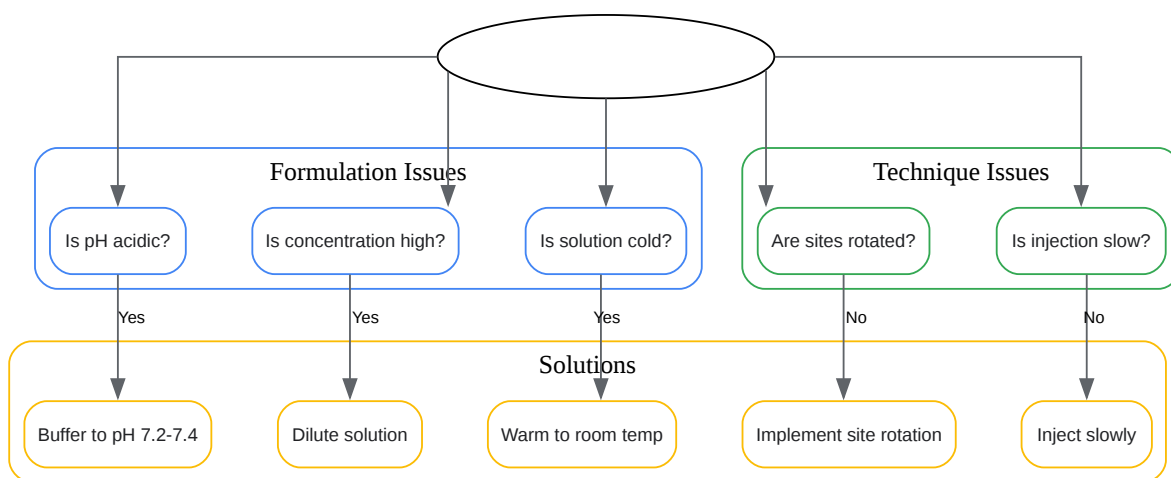 Formulation Issues
Technique Issues
Is pH acidic?
Is concentration high?
Is solution cold?
Are sites rotated?
Is injection slow?
Yes
Yes
Yes
No
No
Solutions
Buffer to pH 7.2-7.4
Dilute solution
Warm to room temp
Implement site rotation
Inject slowly